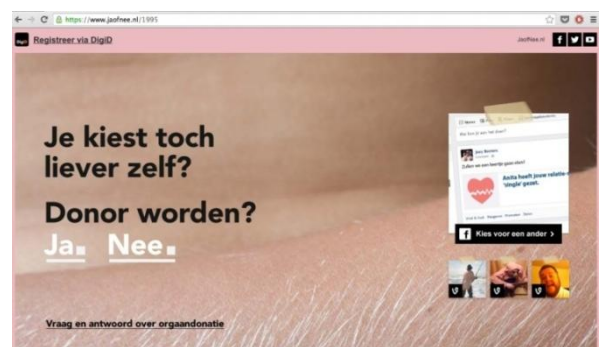 https://www.jaofnee.nl/1995
Registreer via DigiD
Jaofnee.nl
Je kiest toch
liever zelf?
Donor worden?
Ja. Nee.
Vraag en antwoord over orgaandonatie
Anita heeft jouw relatie
'single' gezet.
Kies voor een ander >